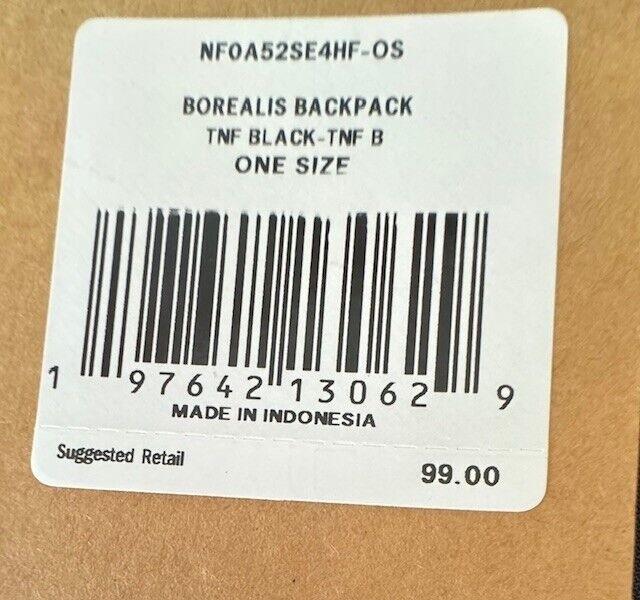 NF0A52SE4HF-OS
BOREALIS BACKPACK
TNF BLACK-TNF B
ONE SIZE
1 97642 13062 9
MADE IN INDONESIA
Suggested Retail 99.00